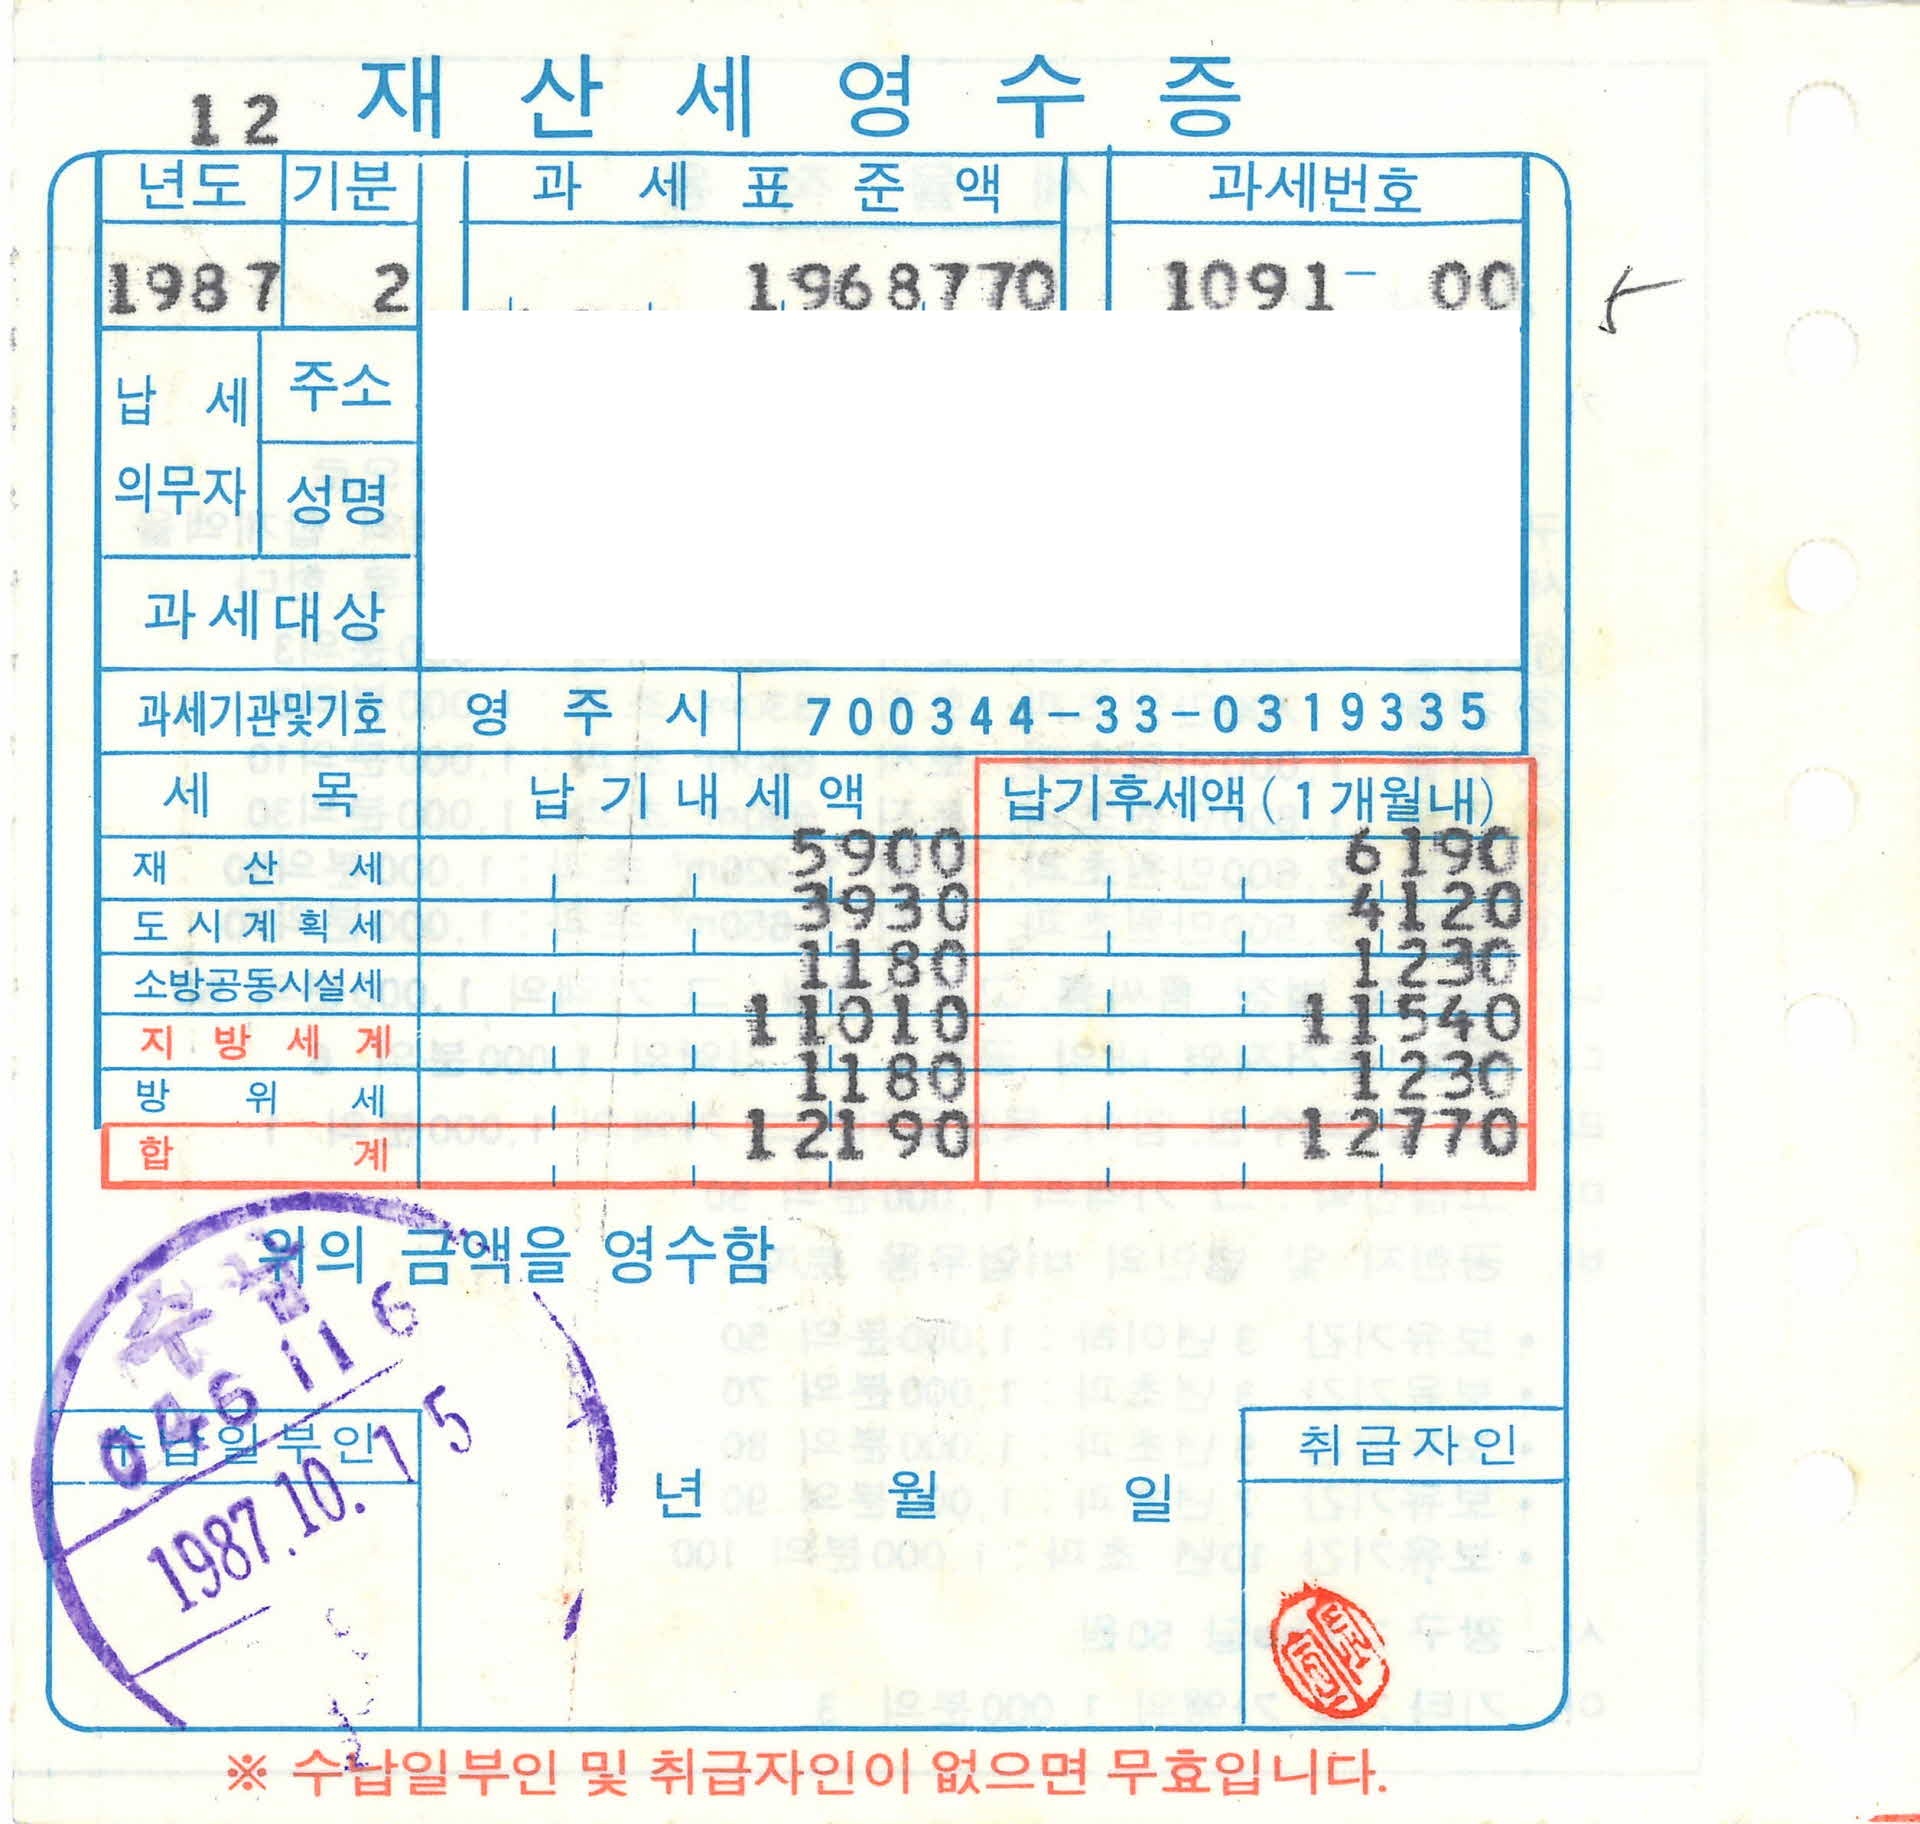 12 재산세영수증
년도 기분 과세표준액 과세번호
1987 2 1968770 1091- 00
납세의무자 주소
성명
과세대상
과세기관및기호 영주시 700344-33-0319335
세목 납기내세액 납기후세액(1개월내)
재산세 5900 6190
도시계획세 3930 4120
소방공동시설세 1180 1230
지방세계 11010 11540
방위세 1180 1230
합계 12190 12770
위의 금액을 영수함
수납
046116
수납일부인 취급자인
1987.10.15
년 월 일
※ 수납일부인 및 취급자인이 없으면 무효입니다.